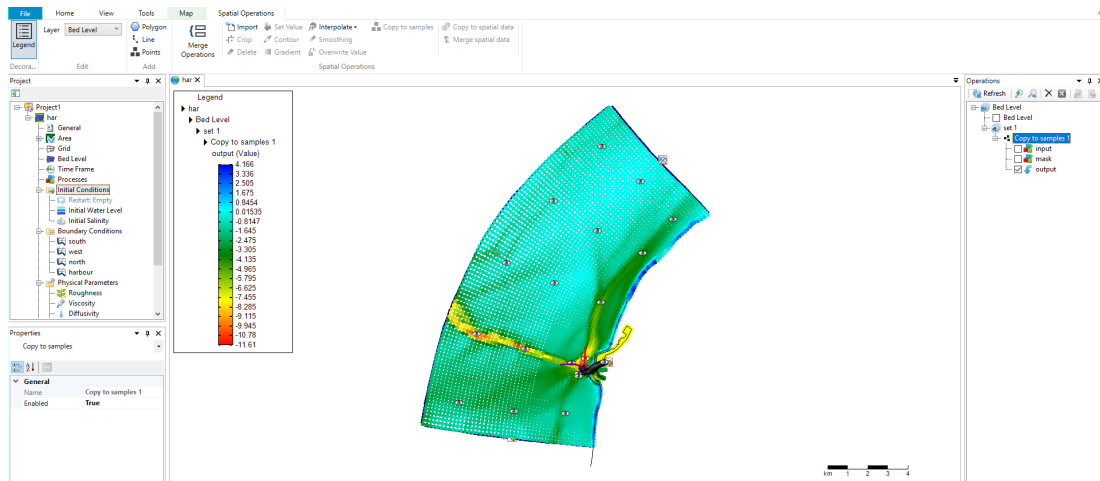 File Home View Tools Map Spatial Operations
Legend
Layer Bed Level
Polygon
Line
Points
Merge Operations
Import Set Value Interpolate Copy to samples Copy to spatial data
Crop Contour Smoothing Merge spatial data
Delete Gradient Overwrite Value
Decora... Edit Add Spatial Operations
Project
Project1
har
General
Area
Grid
Bed Level
Time Frame
Processes
Initial Conditions
Restart: Empty
Initial Water Level
Initial Salinity
Boundary Conditions
south
west
north
harbour
Physical Parameters
Roughness
Viscosity
Diffusivity
Properties
Copy to samples
General
Name Copy to samples 1
Enabled True
har
Legend
har
Bed Level
set 1
Copy to samples 1
output (Value)
4.166
3.336
2.505
1.675
0.8454
0.01535
-0.8147
-1.645
-2.475
-3.305
-4.135
-4.965
-5.795
-6.625
-7.455
-8.285
-9.115
-9.945
-10.78
-11.61
km 1 2 3 4
Operations
Refresh
Bed Level
Bed Level
set 1
Copy to samples 1
input
mask
output